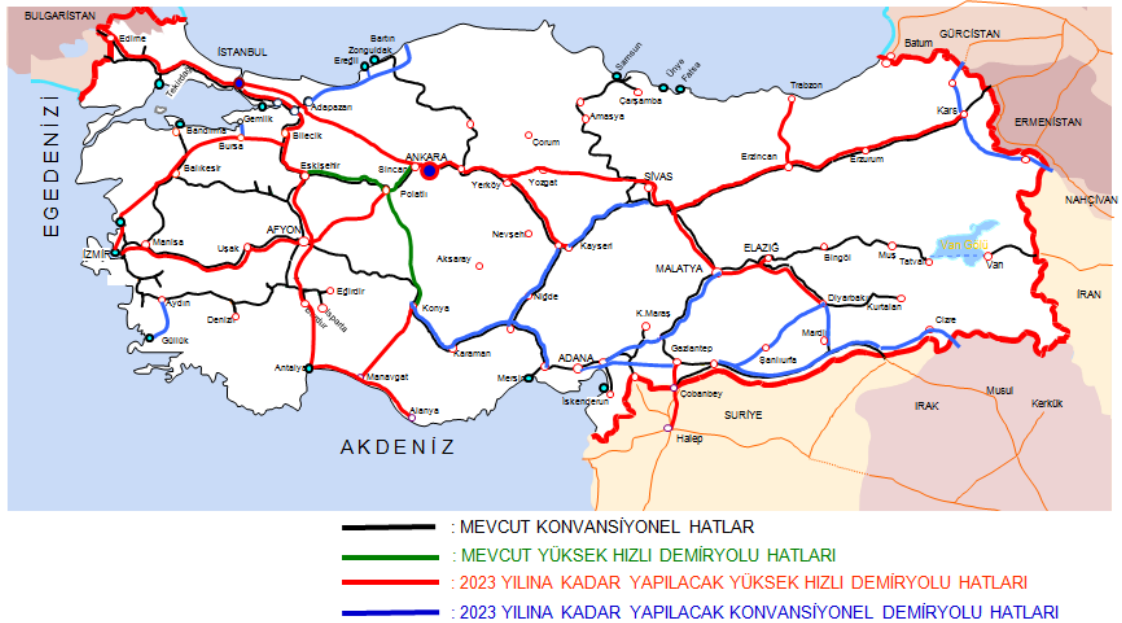 BULGARİSTAN
Edirne
İSTANBUL
Tekirdağ
Bartın
Zonguldak
Ereğli
Adapazarı
Gemlik
Bandırma
Bursa
Bilecik
Samsun
Ünye
Fatsa
Çarşamba
Amasya
Çorum
Trabzon
Batum
GÜRCİSTAN
Kars
ERMENİSTAN
NAHÇİVAN
EGEDENİZİ
Balıkesir
Eskişehir
ANKARA
Sincan
Polatlı
Yerköy
Yozgat
SİVAS
Erzincan
Erzurum
İZMİR
Manisa
Uşak
AFYON
Nevşehi
Aksaray
Kayseri
MALATYA
ELAZIĞ
Bingöl
Muş
Tatvan
Van Gölü
Van
İRAN
Aydın
Denizli
Eğirdir
Isparta
Burdur
Konya
Niğde
Diyarbakı
Kurtalan
Cizre
Güllük
Antalya
Manavgat
Alanya
Karaman
Mersin
ADANA
K.Maraş
Gaziantep
Şanlıurfa
Mardi
İskenderun
Çobanbey
SURİYE
Halep
IRAK
Musul
Kerkük
AKDENİZ
: MEVCUT KONVANSİYONEL HATLAR
: MEVCUT YÜKSEK HIZLI DEMİRYOLU HATLARI
: 2023 YILINA KADAR YAPILACAK YÜKSEK HIZLI DEMİRYOLU HATLARI
: 2023 YILINA KADAR YAPILACAK KONVANSİYONEL DEMİRYOLU HATLARI